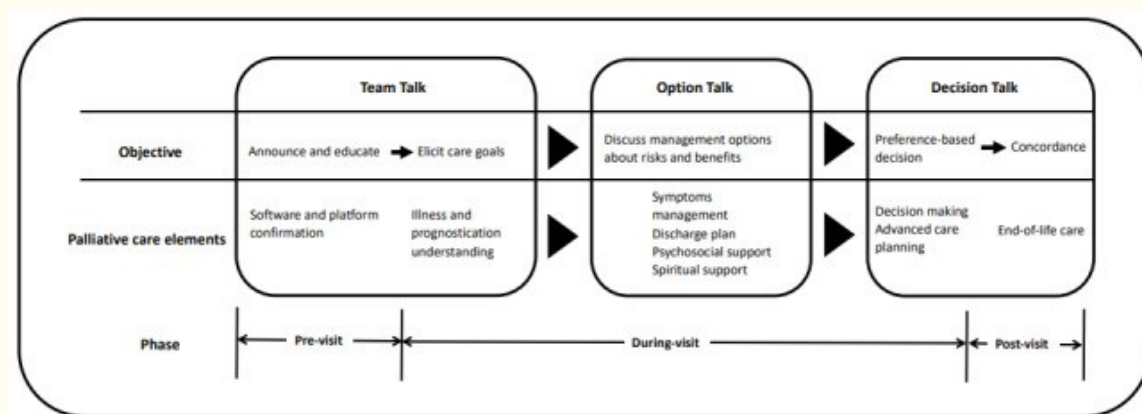 Team Talk
Option Talk
Decision Talk
Objective
Announce and educate
Elicit care goals
Discuss management options
about risks and benefits
Preference-based
decision
Concordance
Palliative care elements
Software and platform
confirmation
Illness and
prognostication
understanding
Symptoms
management
Discharge plan
Psychosocial support
Spiritual support
Decision making
Advanced care
planning
End-of-life care
Phase
Pre-visit
During-visit
Post-visit